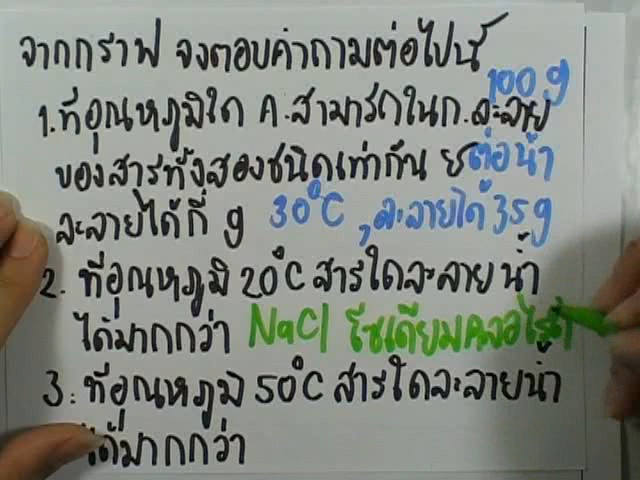 จากกราฟ จงตอบคำถามต่อไปนี้
100 g
1. ที่อุณหภูมิใด ค.สามารถในก.ละลาย
ของสารทั้งสองชนิดเท่ากัน ต่อน้ำ
ละลายได้กี่ g 30°C , ละลายได้ 35g
2. ที่อุณหภูมิ 20°C สารใดละลายน้ำ
ได้มากกว่า NaCl โซเดียมคลอไรด์
3. ที่อุณหภูมิ 50°C สารใดละลายน้ำ
ได้มากกว่า